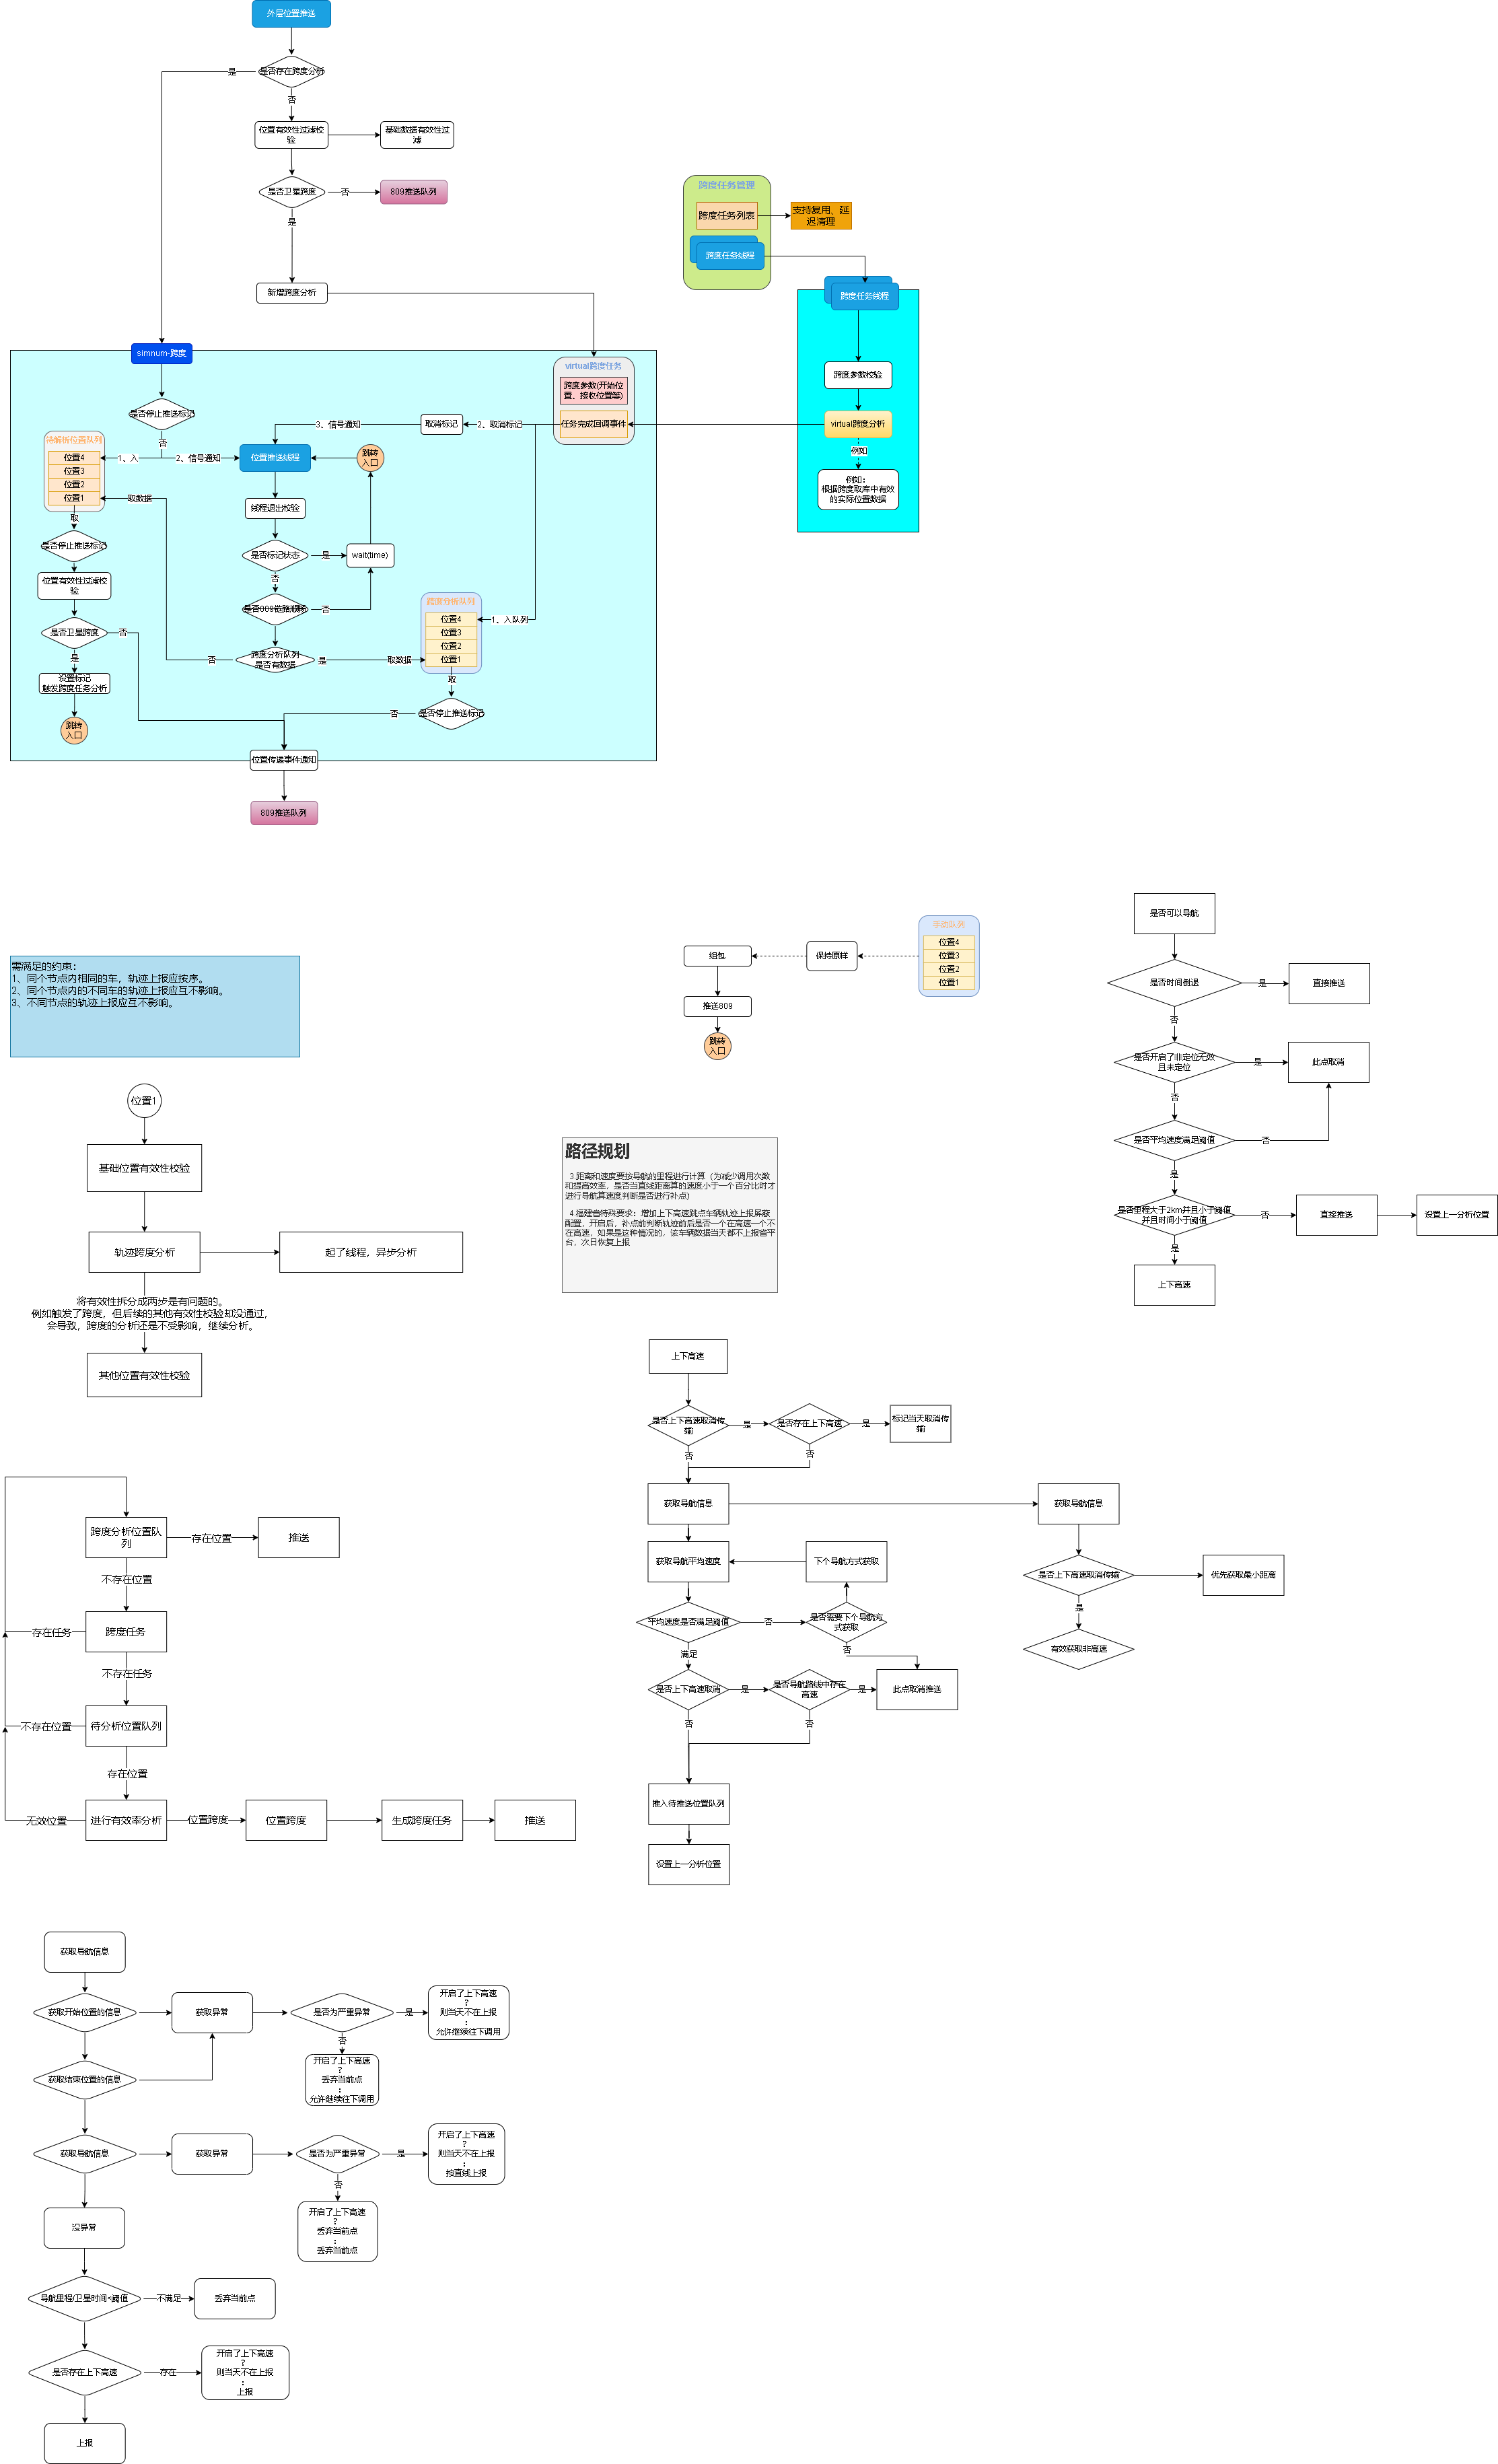 外层位置推送
是否存在跨度分析
是
否
位置有效性过滤校
验
基础数据有效性过
滤
是否卫星跨度
否
809推送队列
是
新增跨度分析
跨度任务管理
跨度任务列表
支持复用、延
迟清理
跨度任务线程
跨度任务线程
跨度参数校验
virtual跨度分析
例如
例如:
根据跨度取库中有效
的实际位置数据
simnum-跨度
virtual跨度任务
跨度参数(开始位
置、接收位置等)
任务完成回调事件
是否停止推送标记
否
待解析位置队列
位置4
位置3
位置2
位置1
1、入
2、信号通知
3、信号通知
取消标记
2、取消标记
位置推送线程
跳转
入口
取数据
线程退出校验
取
是否停止推送标记
是否标记状态
是
wait(time)
否
位置有效性过滤校
验
是否809链路顺畅
否
跨度分析队列
位置4
位置3
位置2
位置1
1、入队列
是否卫星跨度
否
是
跨度分析队列
是否有数据
否
是
取数据
取
设置标记
触发跨度任务分析
是否停止推送标记
否
跳转
入口
位置传递事件通知
809推送队列
需满足的约束：
1、同个节点内相同的车，轨迹上报应按序。
2、同个节点内的不同车的轨迹上报应互不影响。
3、不同节点的轨迹上报应互不影响。
手动队列
位置4
位置3
位置2
位置1
保持原样
组包
推送809
跳转
入口
是否可以导航
是否时间倒退
是
直接推送
否
是否开启了非定位无效
且未定位
是
此点取消
否
是否平均速度满足阈值
否
是
是否里程大于2km并且小于阈值
并且时间小于阈值
否
直接推送
设置上一分析位置
是
上下高速
位置1
基础位置有效性校验
轨迹跨度分析
起了线程，异步分析
将有效性拆分成两步是有问题的。
例如触发了跨度，但后续的其他有效性校验却没通过，
会导致，跨度的分析还是不受影响，继续分析。
其他位置有效性校验
路径规划
3.距离和速度要按导航的里程进行计算（为减少调用次数
和提高效率，是否当直线距离算的速度小于一个百分比时才
进行导航算速度判断是否进行补点）
4.福建省特殊要求：增加上下高速跳点车辆轨迹上报屏蔽
配置，开启后，补点前判断轨迹前后是否一个在高速一个不
在高速，如果是这种情况的，该车辆数据当天都不上报省平
台，次日恢复上报
上下高速
是否上下高速取消传
输
是
是否存在上下高速
是
标记当天取消传
输
否
否
获取导航信息
获取导航信息
获取导航平均速度
下个导航方式获取
是否上下高速取消传输
优先获取最小距离
是
平均速度是否满足阈值
否
是否需要下个导航方
式获取
有效获取非高速
满足
否
是否上下高速取消
是
是否导航路线中存在
高速
是
此点取消推送
否
否
推入待推送位置队列
设置上一分析位置
跨度分析位置队
列
存在位置
推送
不存在位置
存在任务
跨度任务
不存在任务
不存在位置
待分析位置队列
存在位置
无效位置
进行有效率分析
位置跨度
位置跨度
生成跨度任务
推送
获取导航信息
获取开始位置的信息
获取异常
是否为严重异常
是
开启了上下高速
?
则当天不在上报
:
允许继续往下调用
否
开启了上下高速
?
丢弃当前点
:
允许继续往下调用
获取结束位置的信息
获取导航信息
获取异常
是否为严重异常
是
开启了上下高速
?
则当天不在上报
:
按直线上报
否
开启了上下高速
?
丢弃当前点
:
丢弃当前点
没异常
导航里程/卫星时间<阈值
不满足
丢弃当前点
是否存在上下高速
存在
开启了上下高速
?
则当天不在上报
:
上报
上报